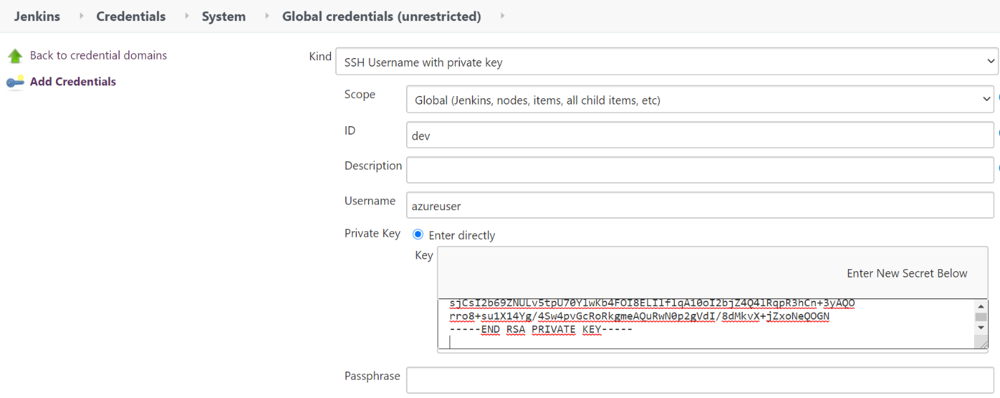 Jenkins
Credentials
System
Global credentials (unrestricted)
Back to credential domains
Add Credentials
Kind
SSH Username with private key
Scope
Global (Jenkins, nodes, items, all child items, etc)
ID
dev
Description
Username
azureuser
Private Key
Enter directly
Key
Enter New Secret Below
rro8+su1X14Yg/4Sw4pvGcRoRkgmeAQuRwN0p2gVdI/8dMkvX+jZxoNeQOGN
-----END RSA PRIVATE KEY-----
Passphrase